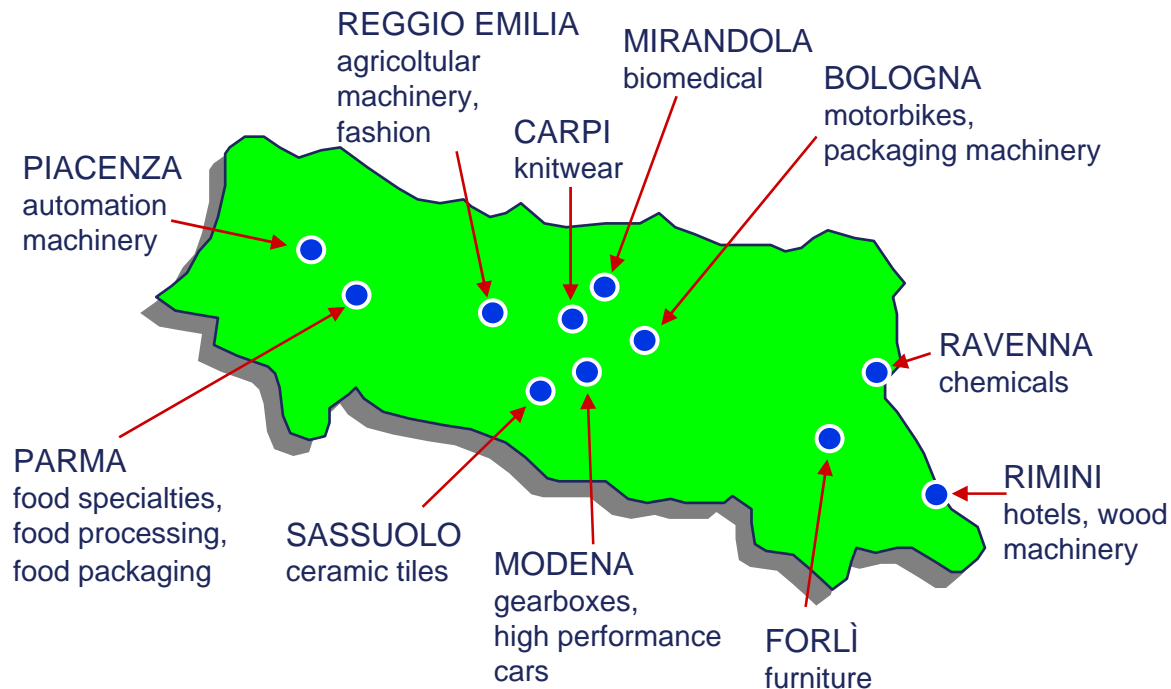 REGGIO EMILIA
agricoltular
machinery,
fashion
MIRANDOLA
biomedical
BOLOGNA
motorbikes,
packaging machinery
CARPI
knitwear
PIACENZA
automation
machinery
RAVENNA
chemicals
PARMA
food specialties,
food processing,
food packaging
SASSUOLO
ceramic tiles
MODENA
gearboxes,
high performance
cars
FORLÌ
furniture
RIMINI
hotels, wood
machinery